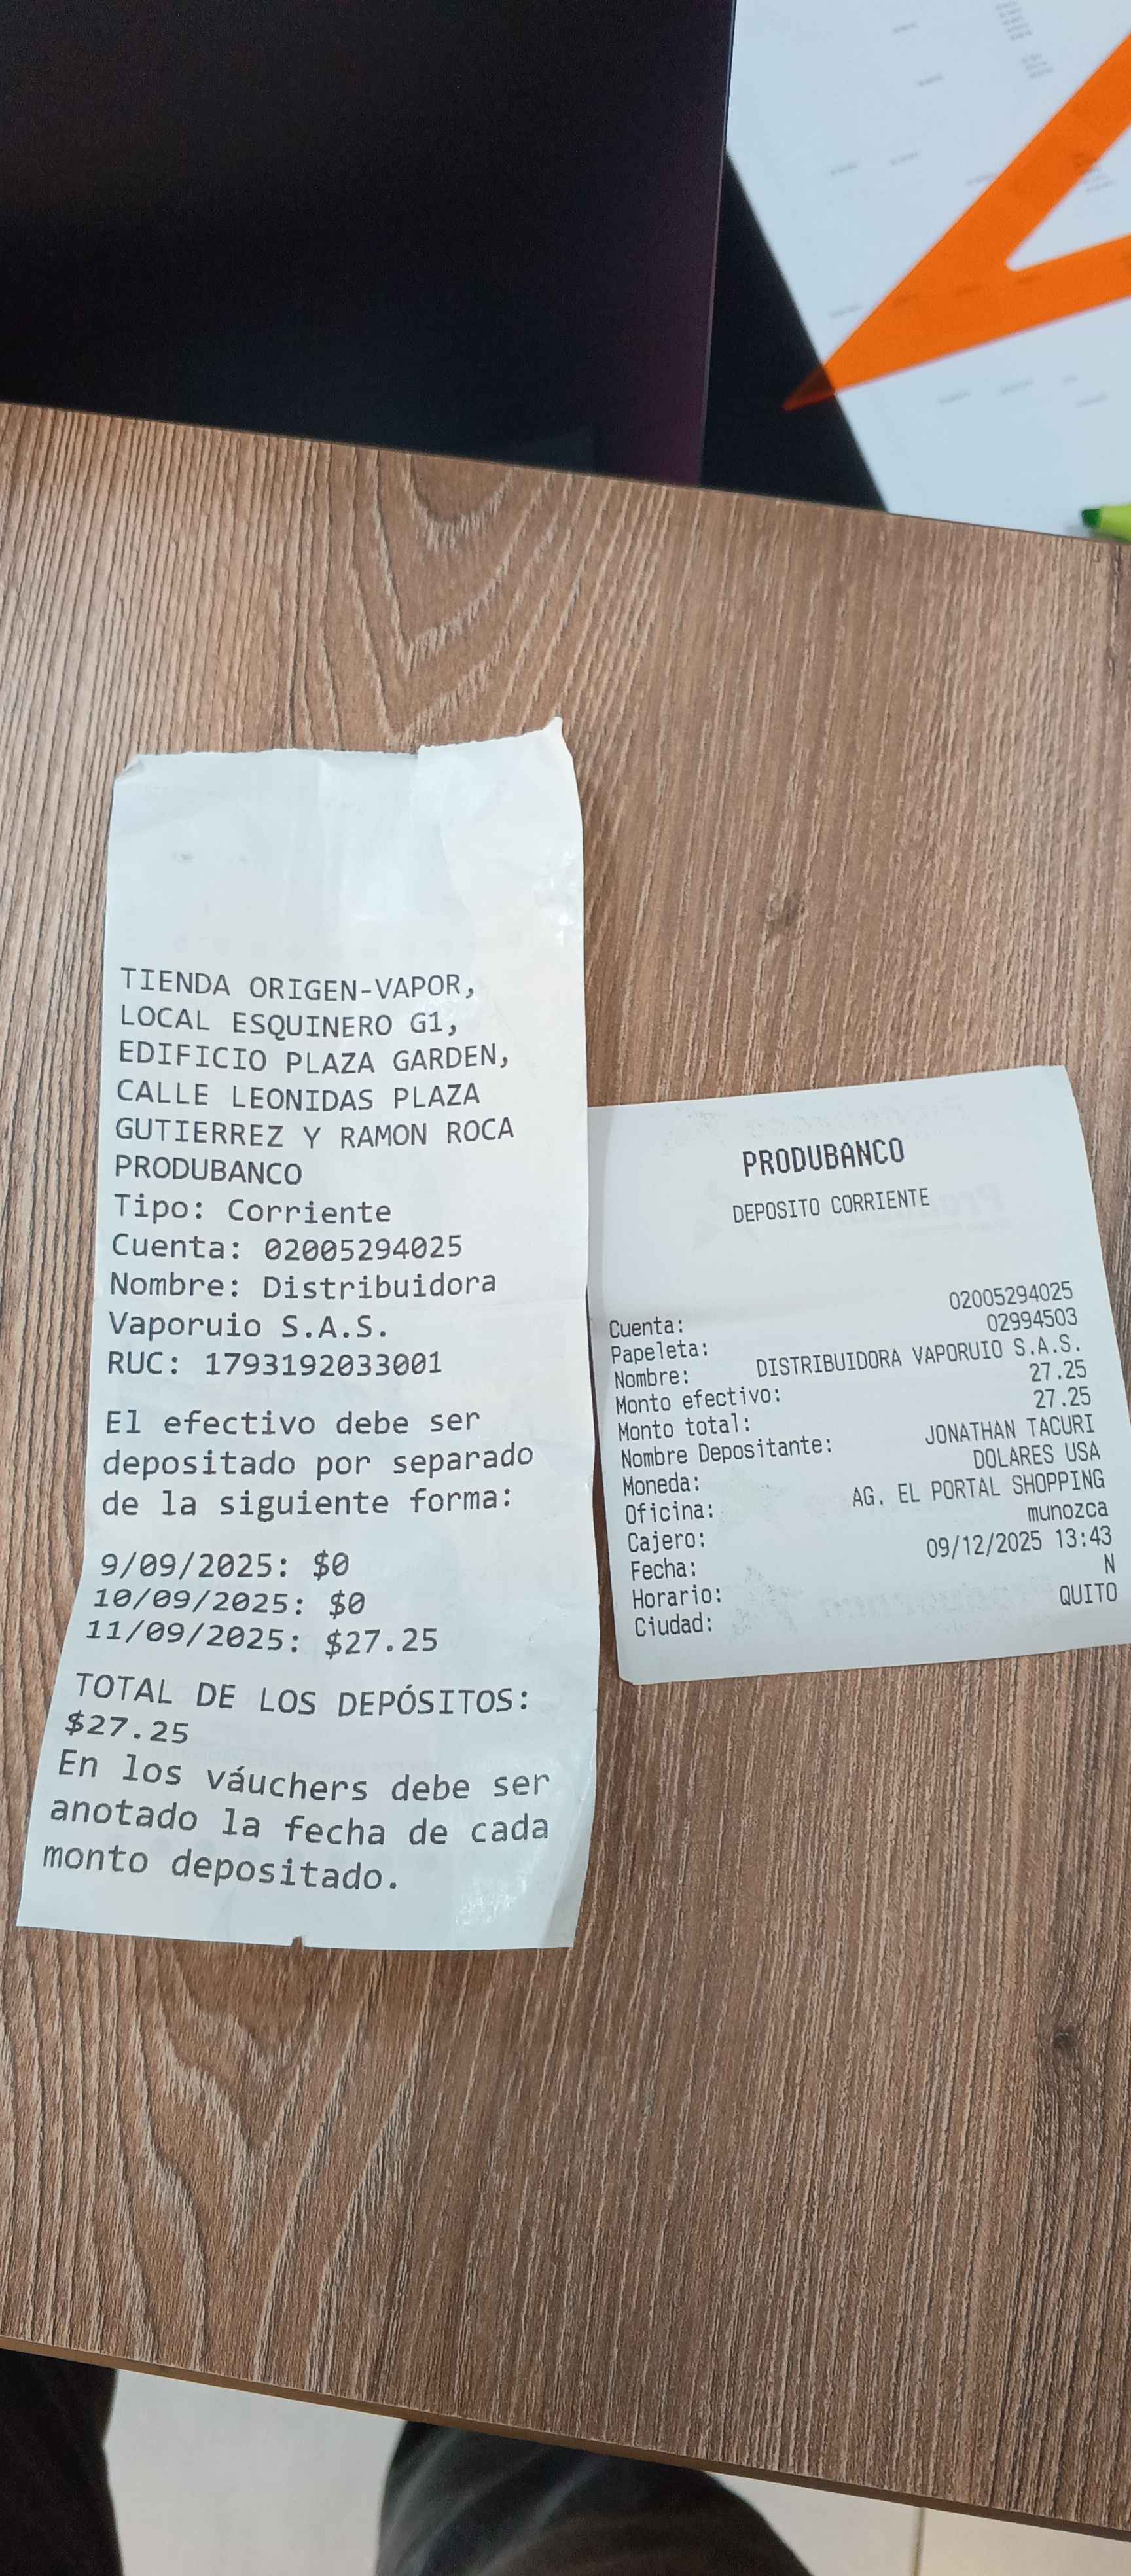 TIENDA ORIGEN-VAPOR,
LOCAL ESQUINERO G1,
EDIFICIO PLAZA GARDEN,
CALLE LEONIDAS PLAZA
GUTIERREZ Y RAMON ROCA
PRODUBANCO
Tipo: Corriente
Cuenta: 02005294025
Nombre: Distribuidora
Vaporuio S.A.S.
RUC: 1793192033001
El efectivo debe ser
depositado por separado
de la siguiente forma:
9/09/2025: $0
10/09/2025: $0
11/09/2025: $27.25
TOTAL DE LOS DEPÓSITOS:
$27.25
En los váuchers debe ser
anotado la fecha de cada
monto depositado.
PRODUBANCO
DEPOSITO CORRIENTE
Cuenta: 02005294025
Papeleta: 02994503
Nombre: DISTRIBUIDORA VAPORUIO S.A.S.
Monto efectivo: 27.25
Monto total: 27.25
Nombre Depositante: JONATHAN TACURI
Moneda: DOLARES USA
Oficina: AG. EL PORTAL SHOPPING
Cajero: munozca
Fecha: 09/12/2025 13:43
Horario: N
Ciudad: QUITO